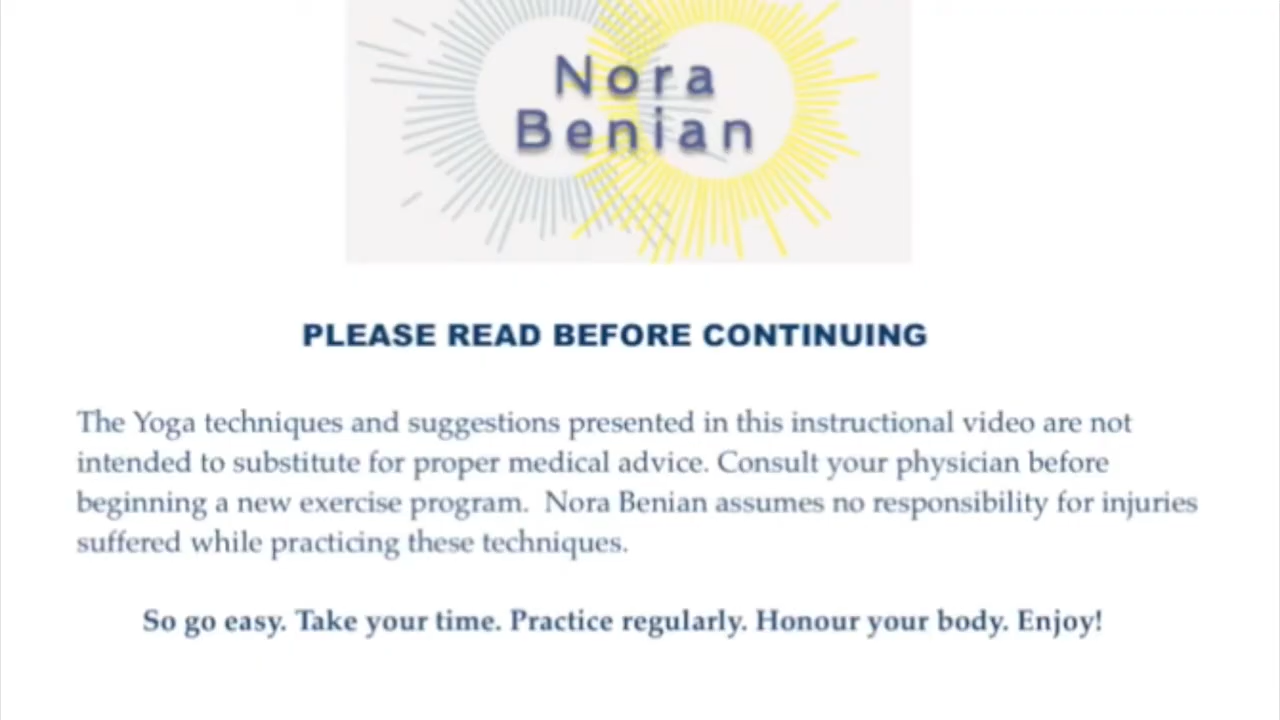 Nora
Benian
PLEASE READ BEFORE CONTINUING
The Yoga techniques and suggestions presented in this instructional video are not
intended to substitute for proper medical advice. Consult your physician before
beginning a new exercise program.  Nora Benian assumes no responsibility for injuries
suffered while practicing these techniques.
So go easy. Take your time. Practice regularly. Honour your body. Enjoy!